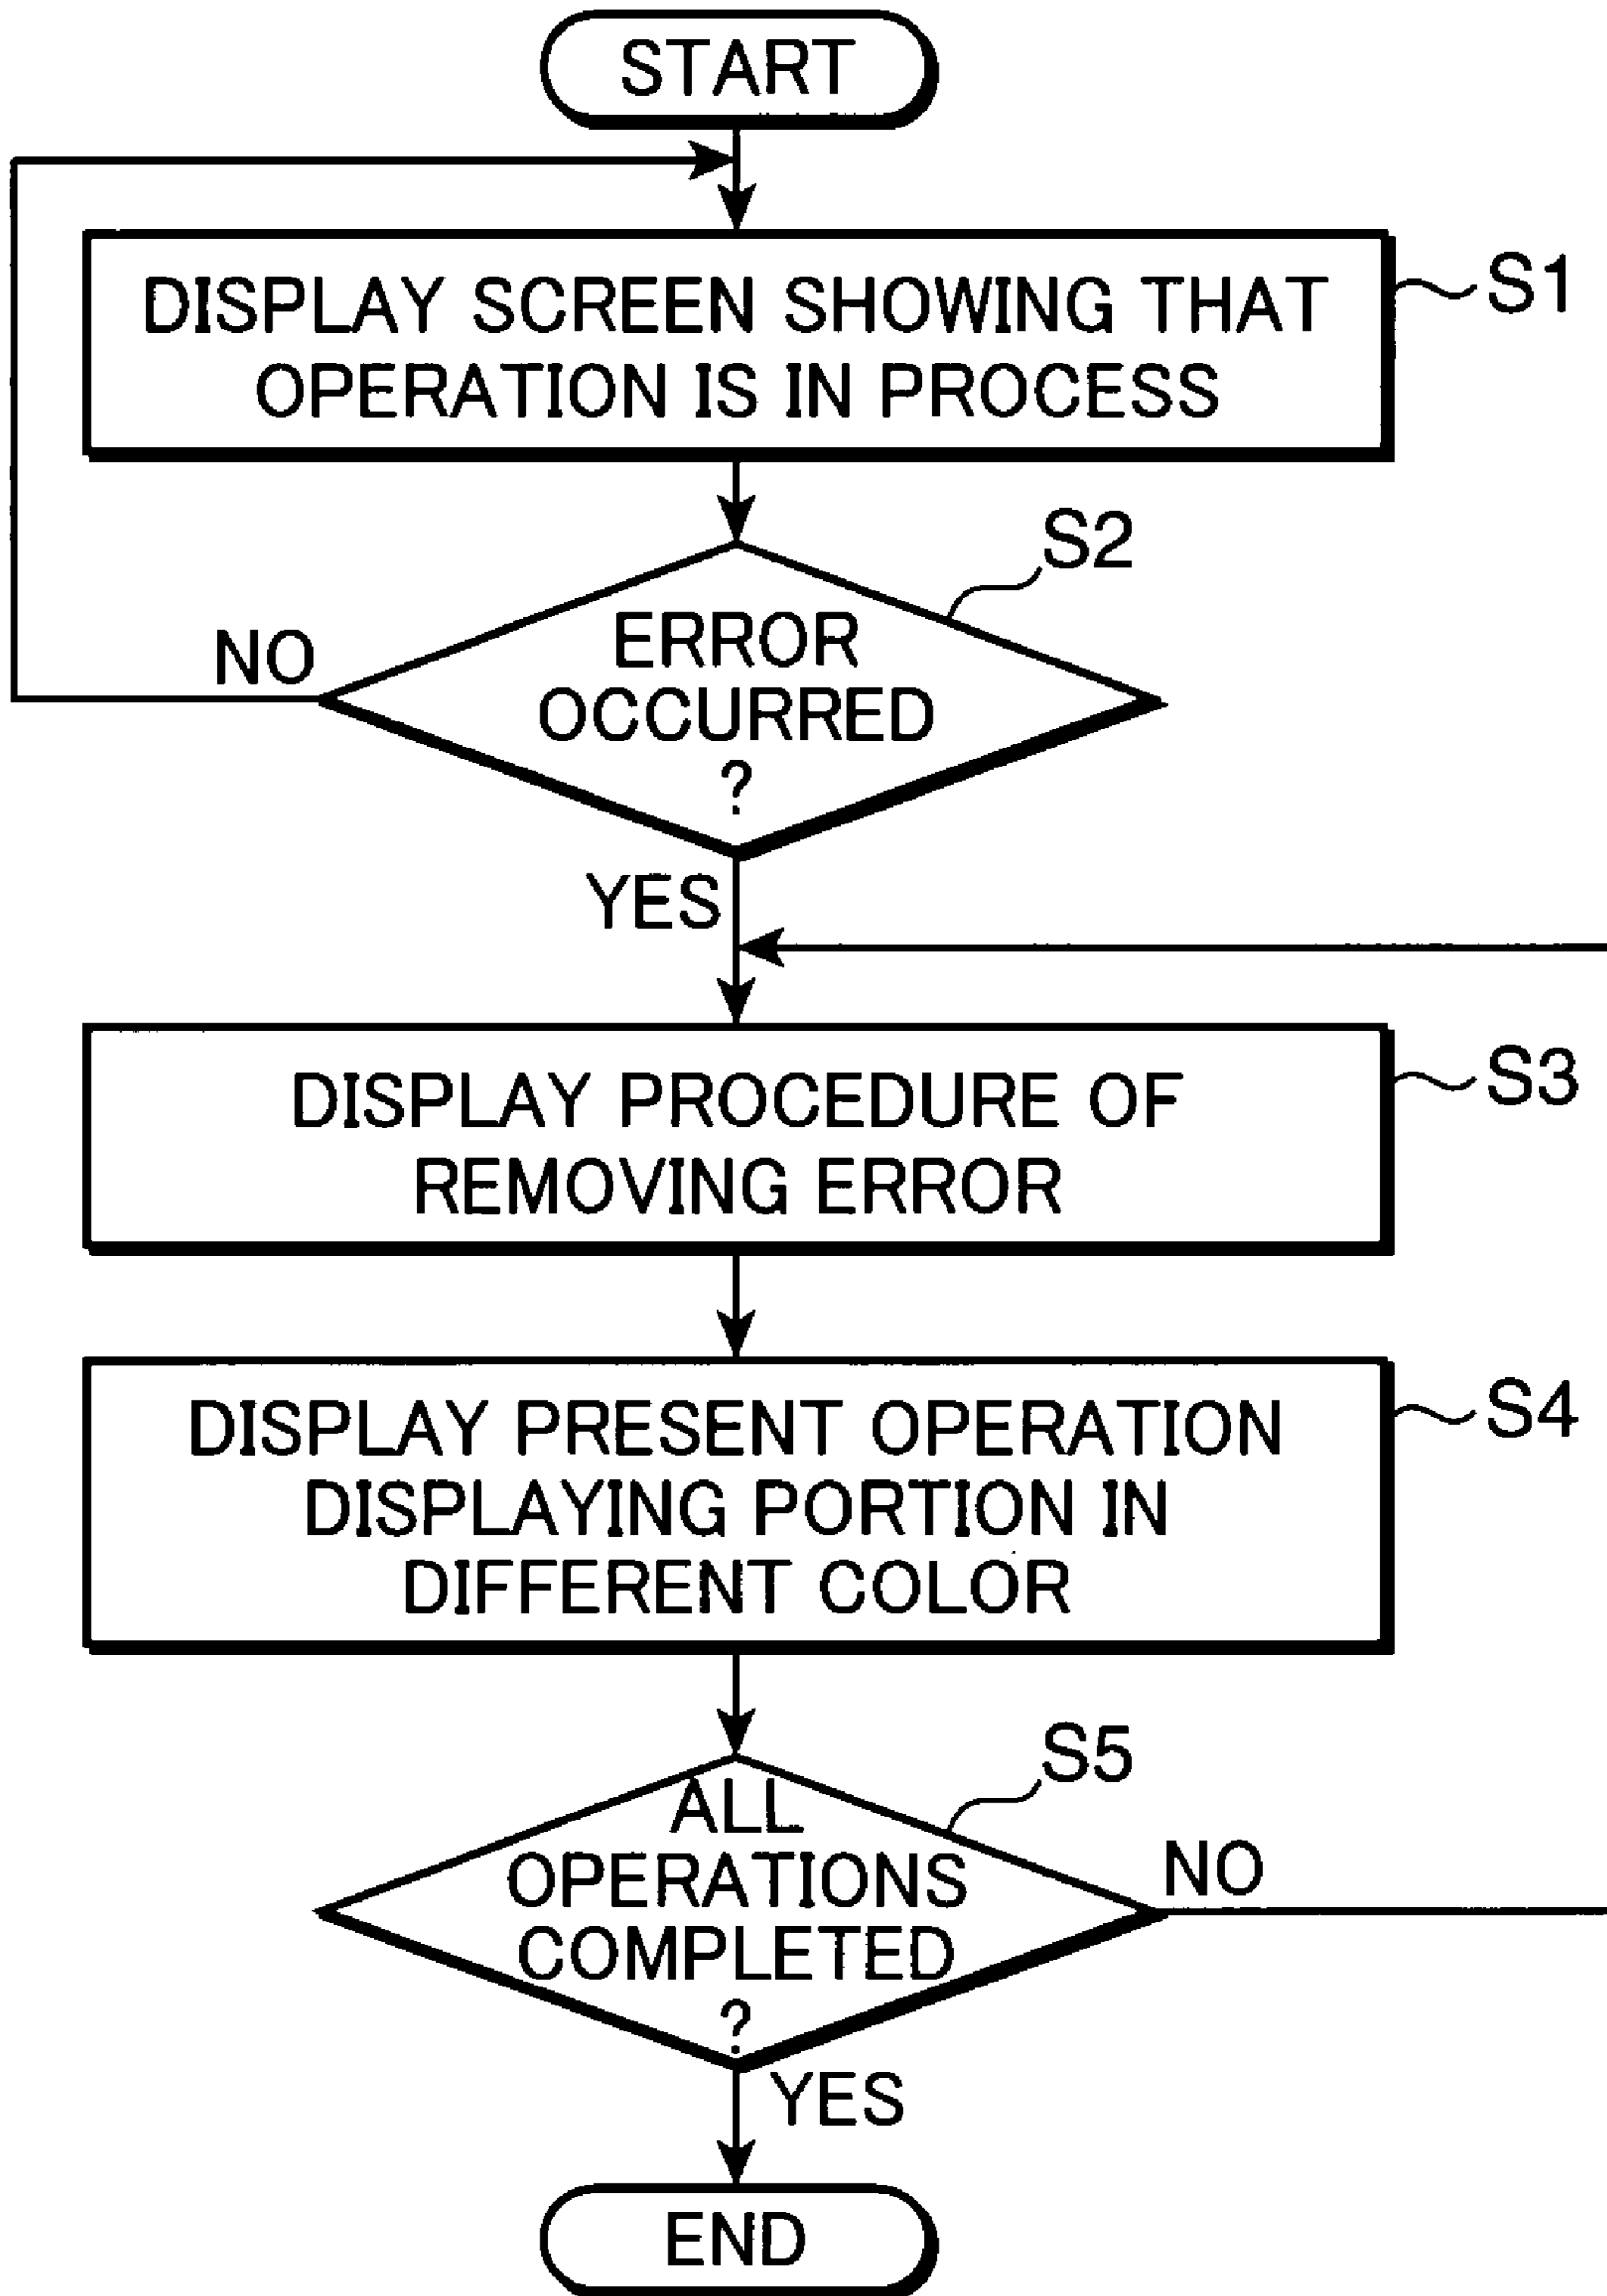 START
DISPLAY SCREEN SHOWING THAT
OPERATION IS IN PROCESS
S1
S2
ERROR
OCCURRED
?
NO
YES
DISPLAY PROCEDURE OF
REMOVING ERROR
S3
DISPLAY PRESENT OPERATION
DISPLAYING PORTION IN
DIFFERENT COLOR
S4
S5
ALL
OPERATIONS
COMPLETED
?
NO
YES
END